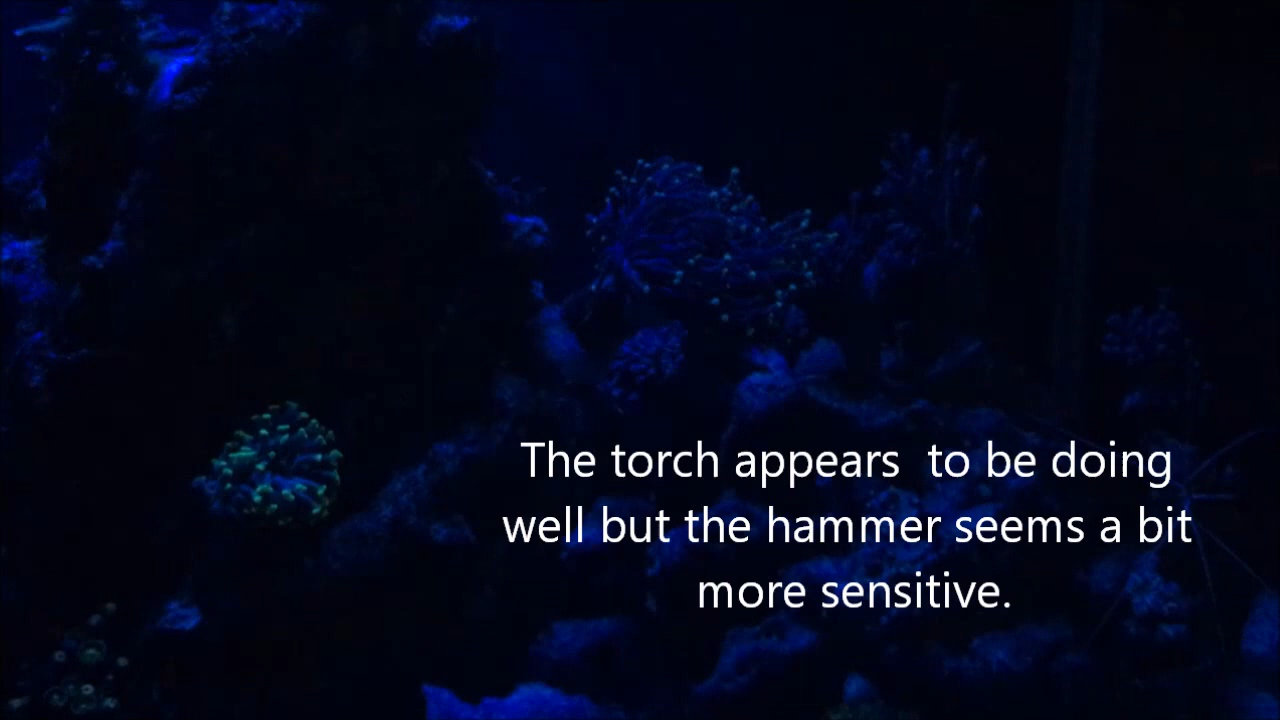 The torch appears  to be doing
well but the hammer seems a bit
more sensitive.